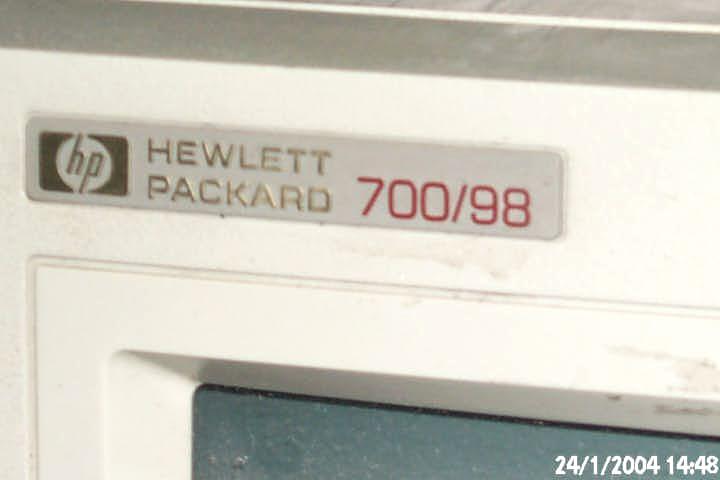 hp
HEWLETT
PACKARD 700/98
24/1/2004 14:48